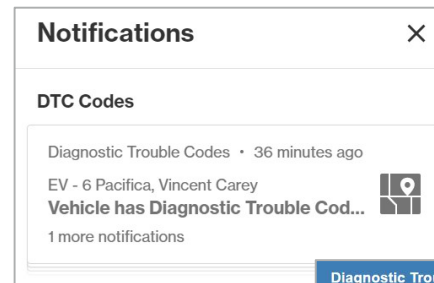 Notifications
DTC Codes
Diagnostic Trouble Codes • 36 minutes ago
EV - 6 Pacifica, Vincent Carey
Vehicle has Diagnostic Trouble Cod...
1 more notifications
Diagnostic Trou